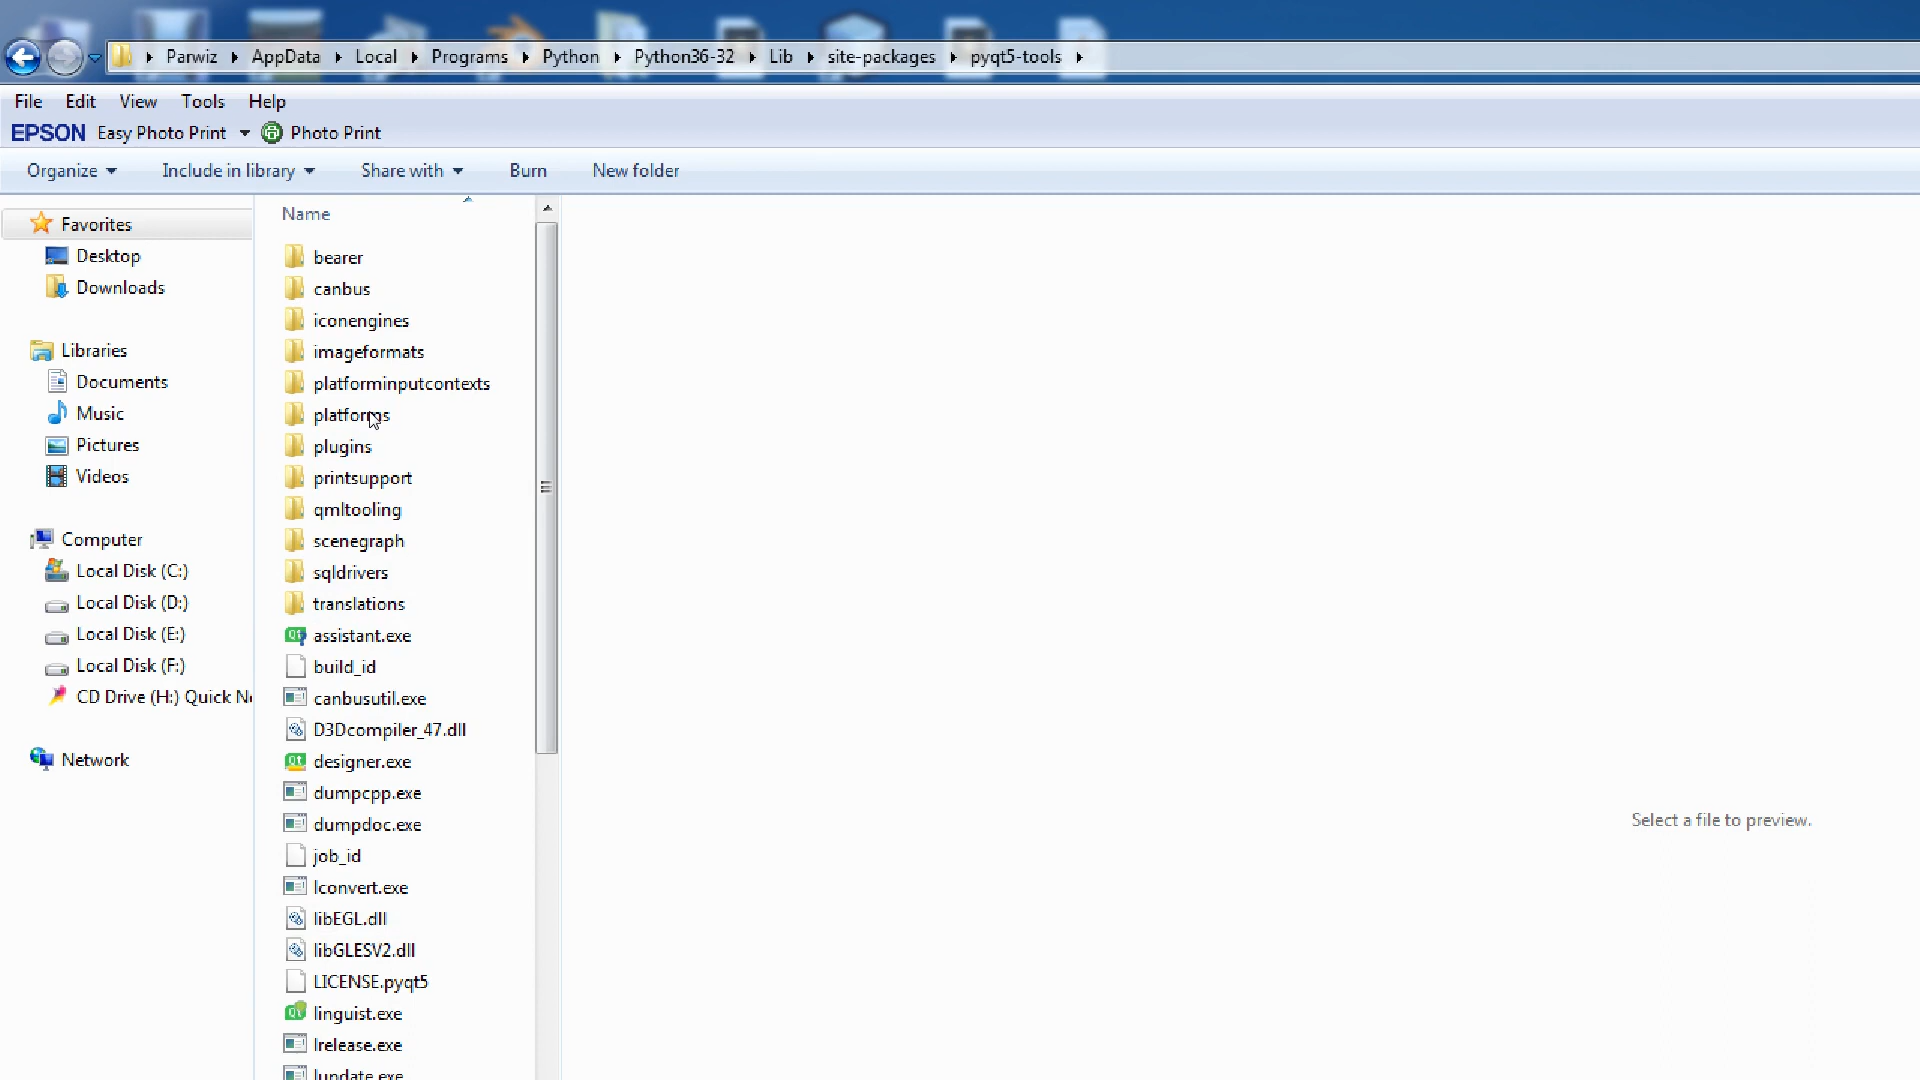 Parwiz AppData Local Programs Python Python36-32 Lib site-packages pyqt5-tools
File Edit View Tools Help
EPSON Easy Photo Print Photo Print
Organize Include in library Share with Burn New folder
Name
Favorites
Desktop
Downloads
Libraries
Documents
Music
Pictures
Videos
Computer
Local Disk (C:)
Local Disk (D:)
Local Disk (E:)
Local Disk (F:)
CD Drive (H:) Quick
Network
bearer
canbus
iconengines
imageformats
platforminputcontexts
platforms
plugins
printsupport
qmltooling
scenegraph
sqldrivers
translations
assistant.exe
build_id
canbusutil.exe
D3Dcompiler_47.dll
designer.exe
dumpcpp.exe
dumpdoc.exe
job_id
lconvert.exe
libEGL.dll
libGLESV2.dll
LICENSE.pyqt5
linguist.exe
lrelease.exe
lupdate.exe
Select a file to preview.